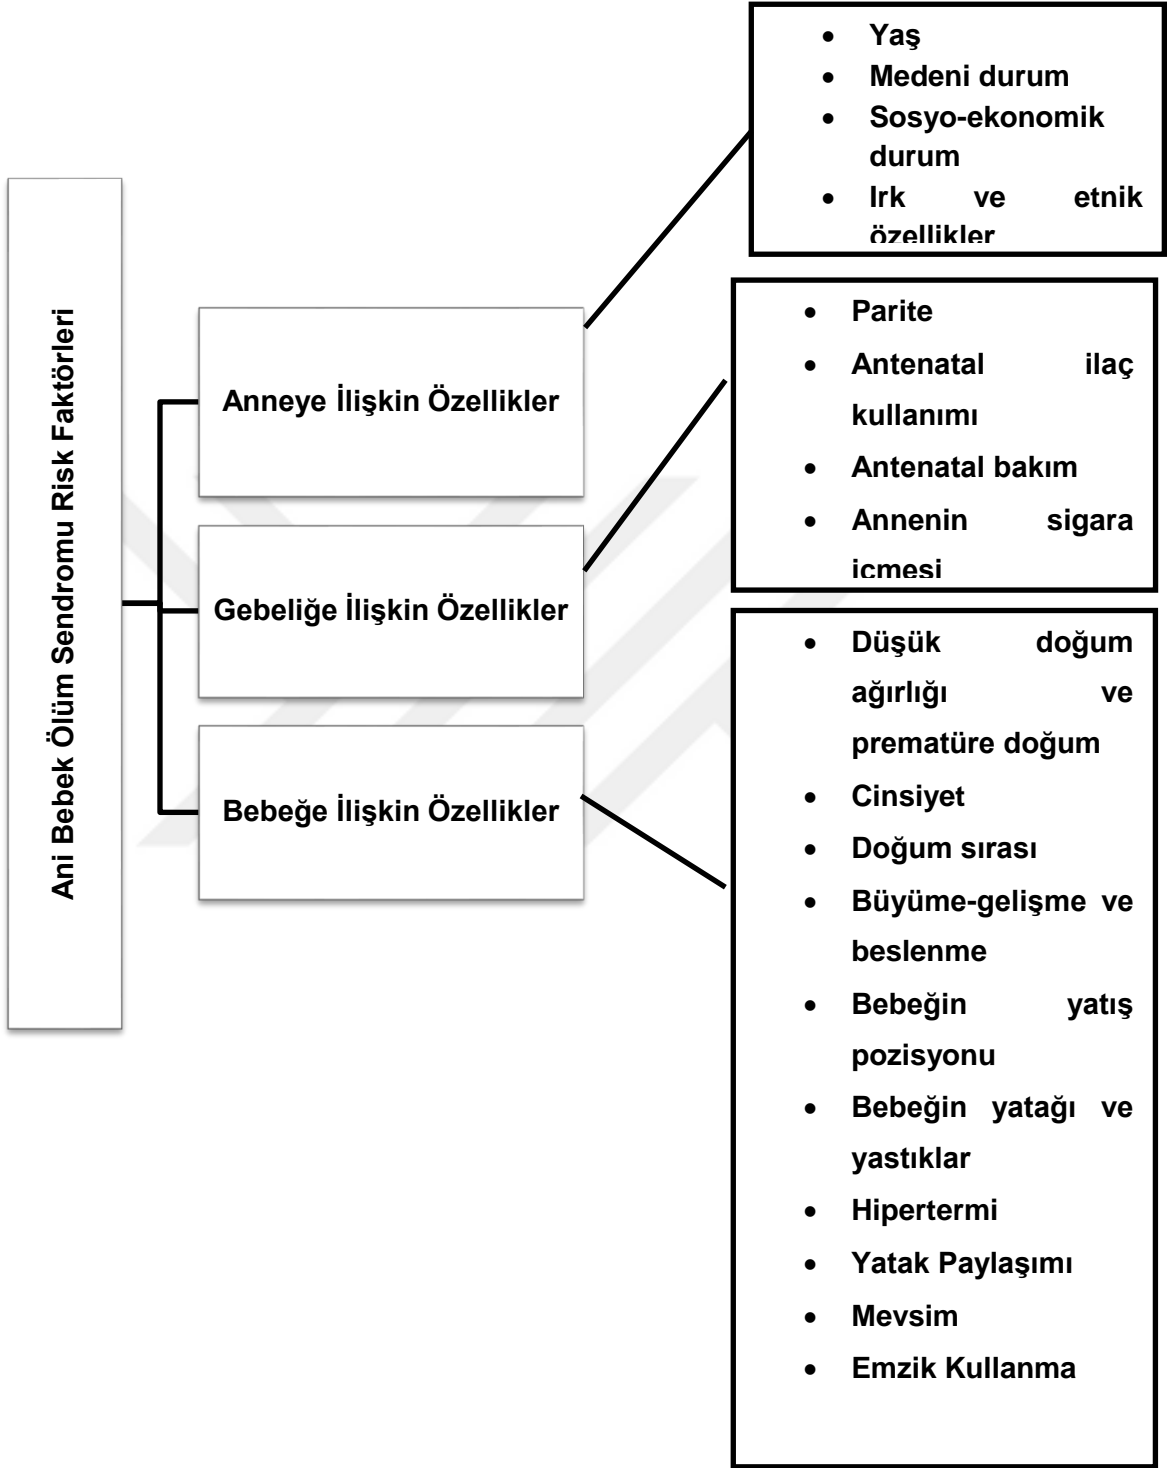 Ani Bebek Ölüm Sendromu Risk Faktörleri
Anneye İlişkin Özellikler
• Yaş
• Medeni durum
• Sosyo-ekonomik
durum
• Irk ve etnik
özellikler
Gebeliğe İlişkin Özellikler
• Parite
• Antenatal ilaç
kullanımı
• Antenatal bakım
• Annenin sigara
içmesi
Bebeğe İlişkin Özellikler
• Düşük doğum
ağırlığı ve
prematüre doğum
• Cinsiyet
• Doğum sırası
• Büyüme-gelişme ve
beslenme
• Bebeğin yatış
pozisyonu
• Bebeğin yatağı ve
yastıklar
• Hipertermi
• Yatak Paylaşımı
• Mevsim
• Emzik Kullanma